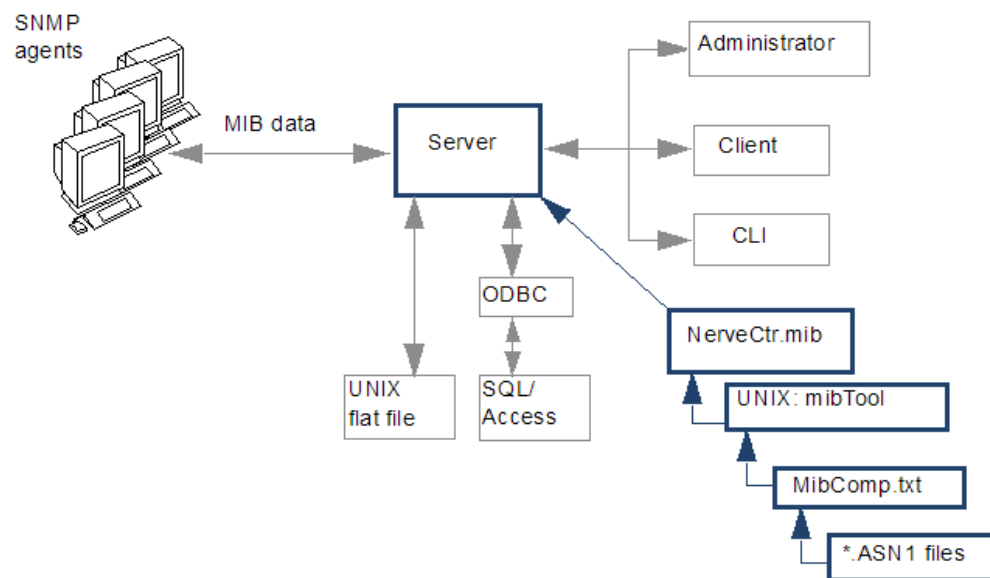 SNMP
agents
MIB data
Server
Administrator
Client
CLI
ODBC
UNIX
flat file
SQL/
Access
NerveCtr.mib
UNIX: mibTool
MibComp.txt
*.ASN1 files